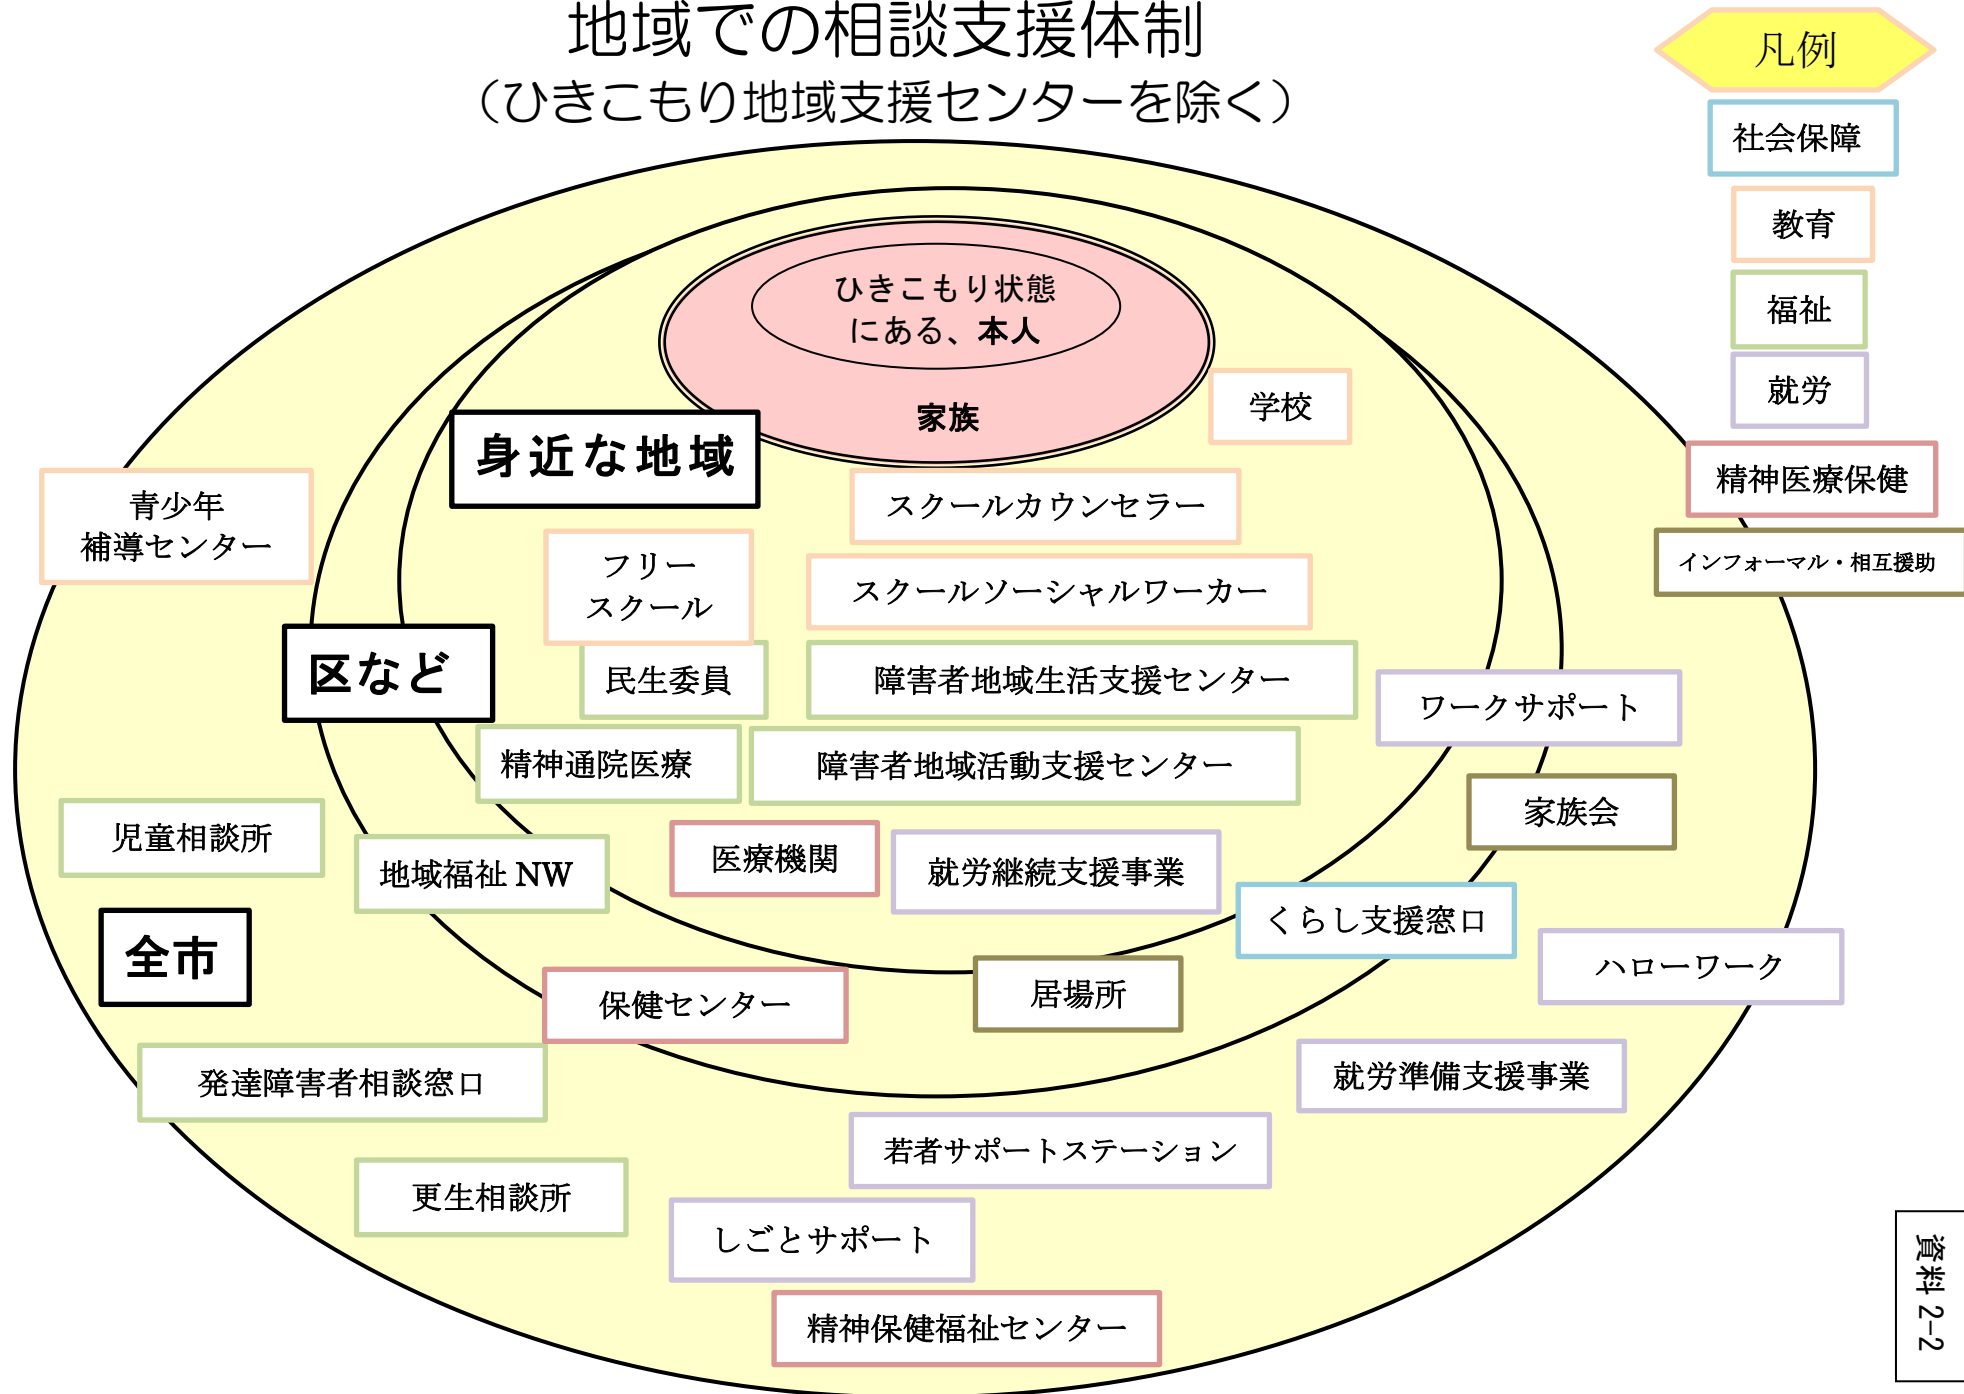 地域での相談支援体制
（ひきこもり地域支援センターを除く）
凡例
社会保障
教育
福祉
就労
精神医療保健
インフォーマル・相互援助
ひきこもり状態
にある、本人
家族
学校
身近な地域
スクールカウンセラー
青少年
補導センター
フリー
スクール
スクールソーシャルワーカー
区など
民生委員
障害者地域生活支援センター
ワークサポート
精神通院医療
障害者地域活動支援センター
家族会
児童相談所
地域福祉 NW
医療機関
就労継続支援事業
くらし支援窓口
全市
ハローワーク
保健センター
居場所
発達障害者相談窓口
就労準備支援事業
若者サポートステーション
更生相談所
しごとサポート
精神保健福祉センター
資料 2-2